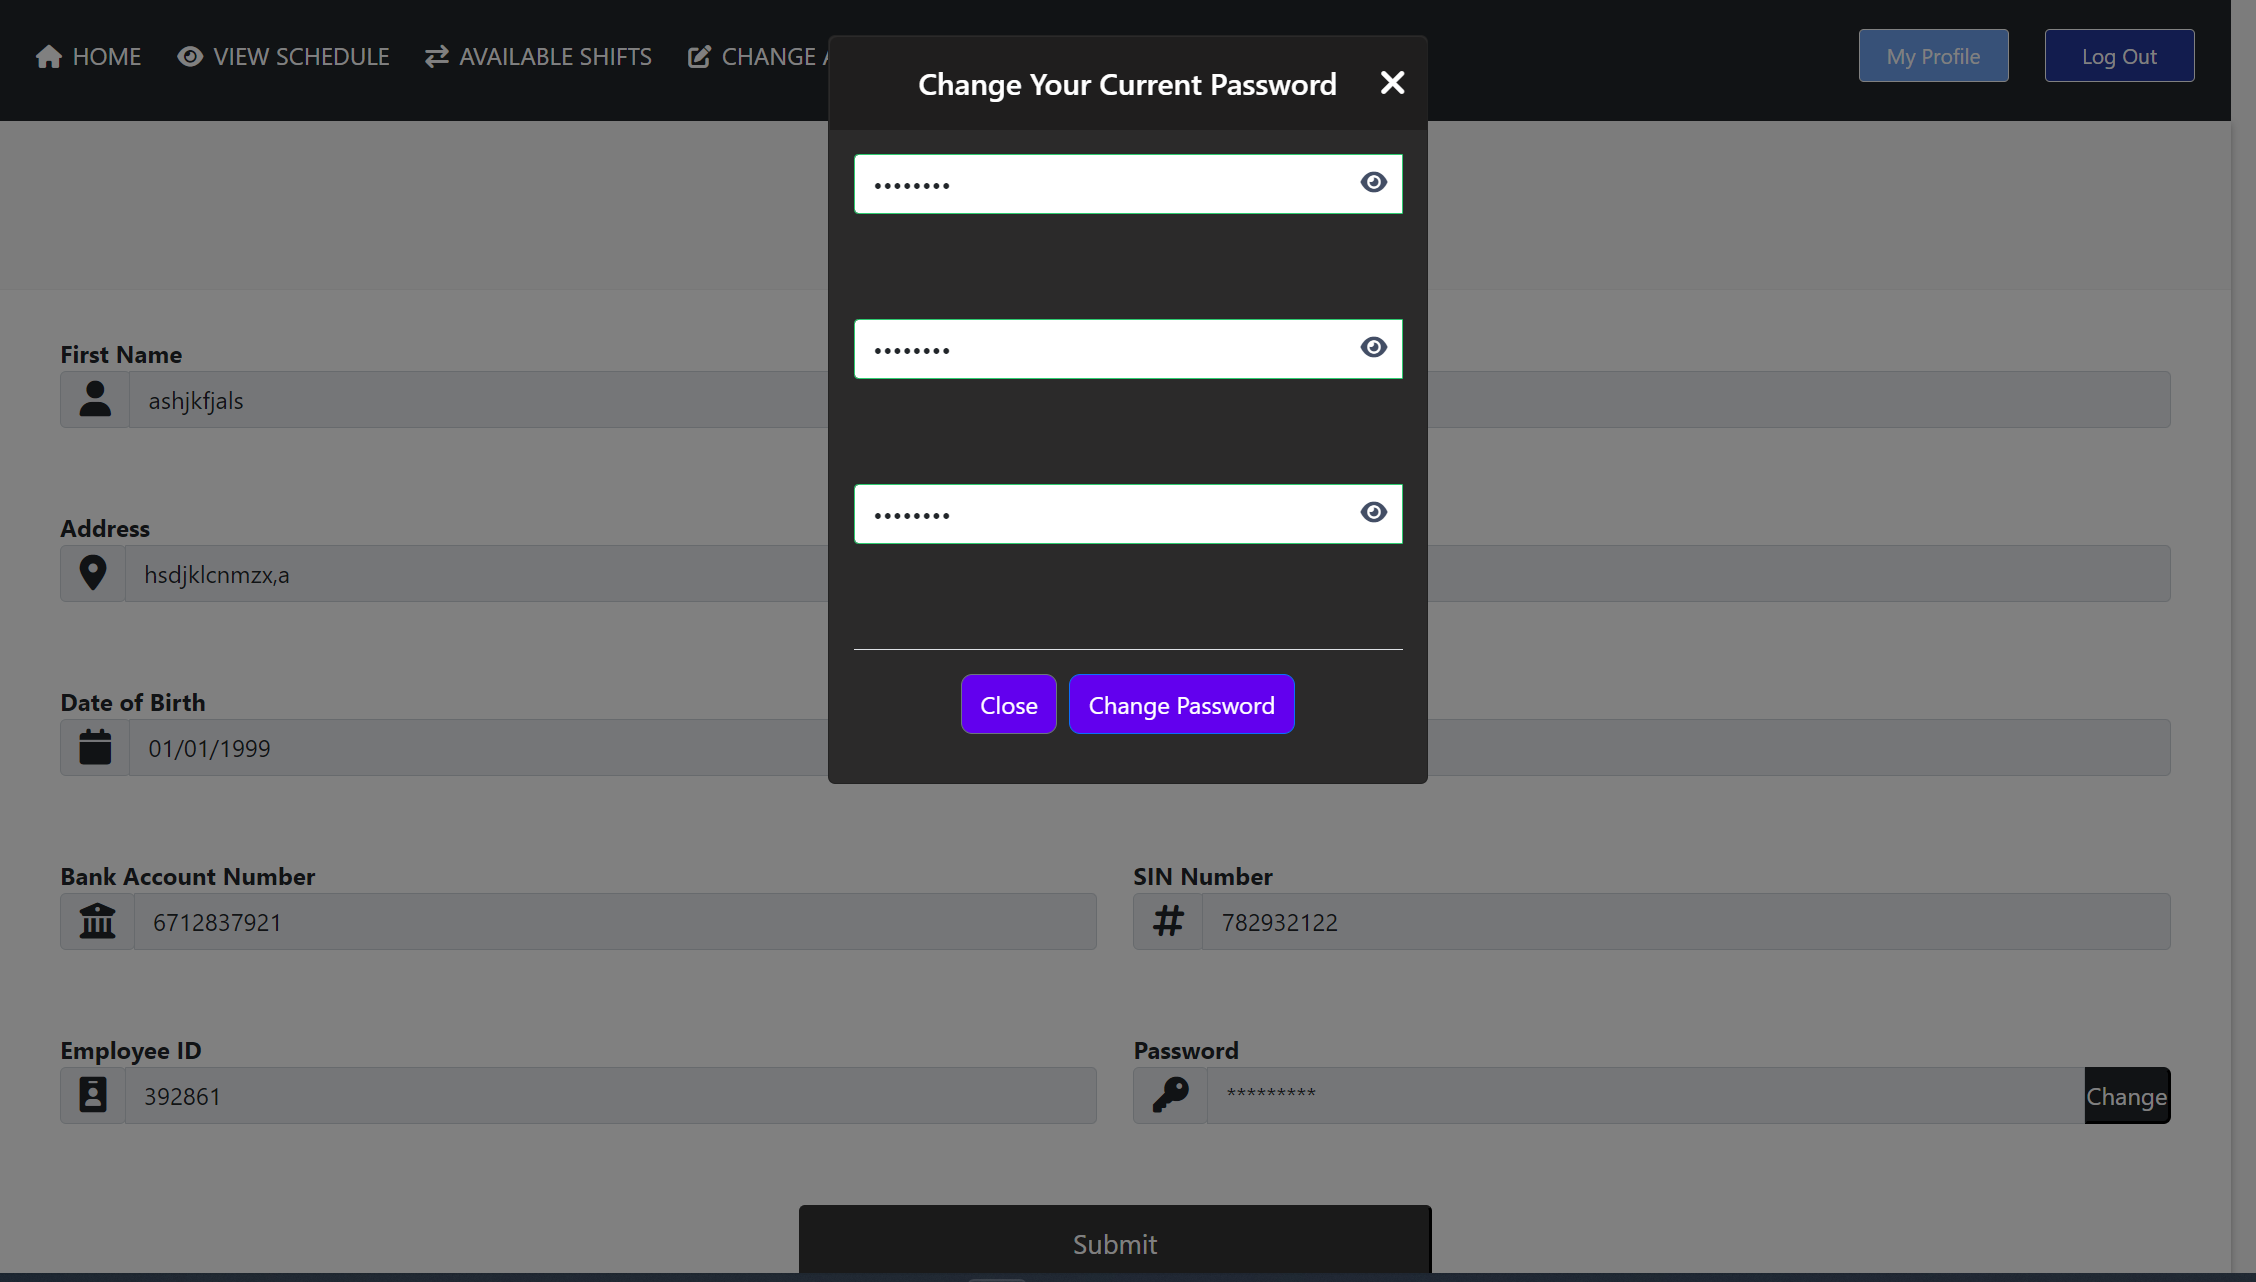 HOME VIEW SCHEDULE AVAILABLE SHIFTS CHANGE My Profile Log Out
Change Your Current Password
••••••••
••••••••
••••••••
Close Change Password
First Name
ashjkfjals
Address
hsdjklcnmzx,a
Date of Birth
01/01/1999
Bank Account Number SIN Number
6712837921 782932122
Employee ID Password
392861 ********* Change
Submit